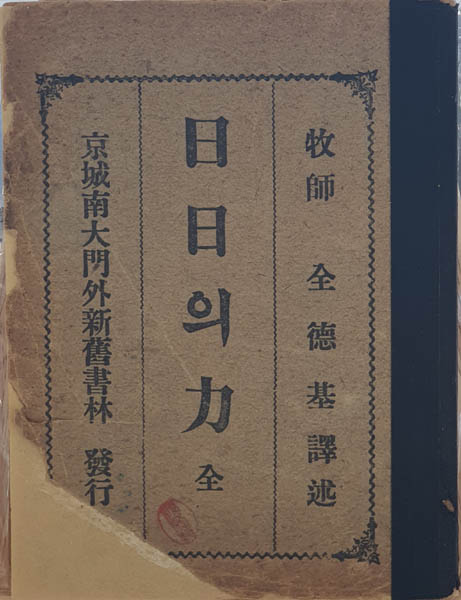 牧師 全德基 譯述
日日의力 全
京城南大門外新舊書林 發行